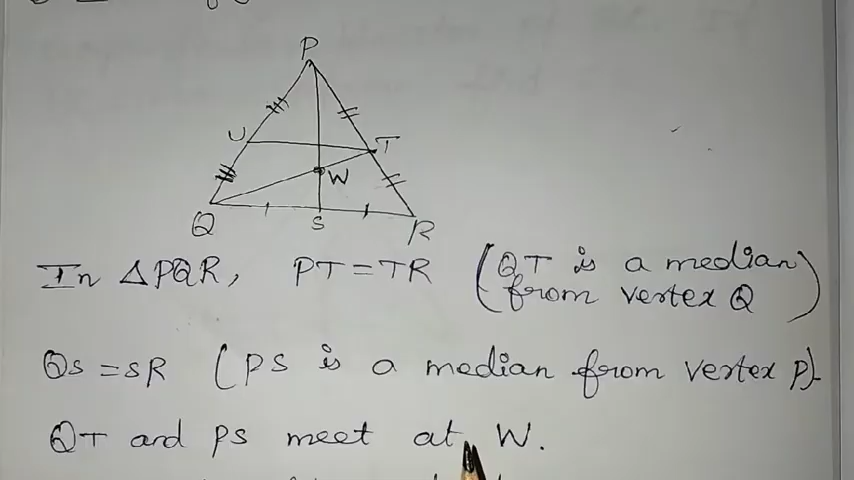 P
U
T
W
Q
S
R
In △PQR, PT = TR (QT is a median
from vertex Q)
QS = SR (PS is a median from vertex P)
QT and PS meet at W.